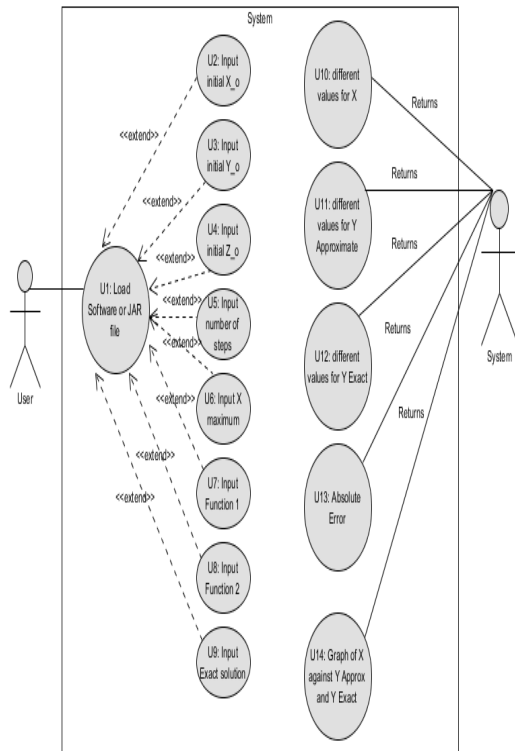 System
U2: Input
initial X_o
<<extend>>
U3: Input
initial Y_o
<<extend>>
U4: Input
initial Z_o
<<extend>>
U1: Load
Software or JAR
file
User
<<extend>>
U5: Input
number of
steps
<<extend>>
U6: Input X
maximum
<<extend>>
U7: Input
Function 1
<<extend>>
U8: Input
Function 2
<<extend>>
U9: Input
Exact solution
U10: different
values for X
Returns
U11: different
values for Y
Approximate
Returns
Returns
System
U12: different
values for Y Exact
Returns
U13: Absolute
Error
U14: Graph of X
against Y Approx
and Y Exact